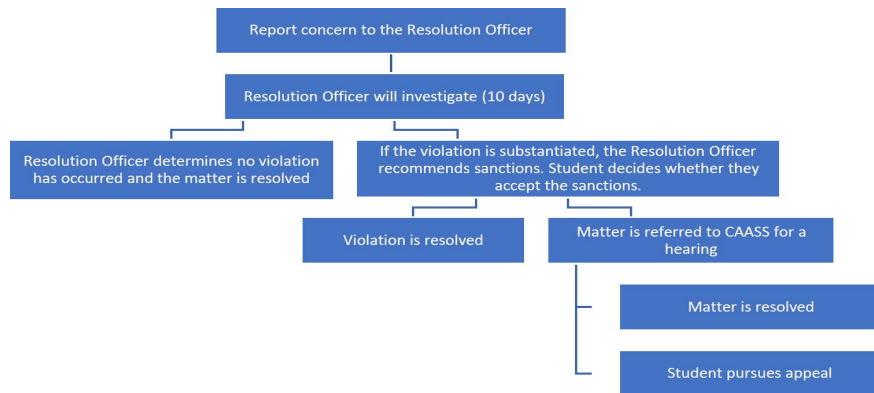 Report concern to the Resolution Officer
Resolution Officer will investigate (10 days)
Resolution Officer determines no violation
has occurred and the matter is resolved
If the violation is substantiated, the Resolution Officer
recommends sanctions. Student decides whether they
accept the sanctions.
Violation is resolved
Matter is referred to CAASS for a
hearing
Matter is resolved
Student pursues appeal